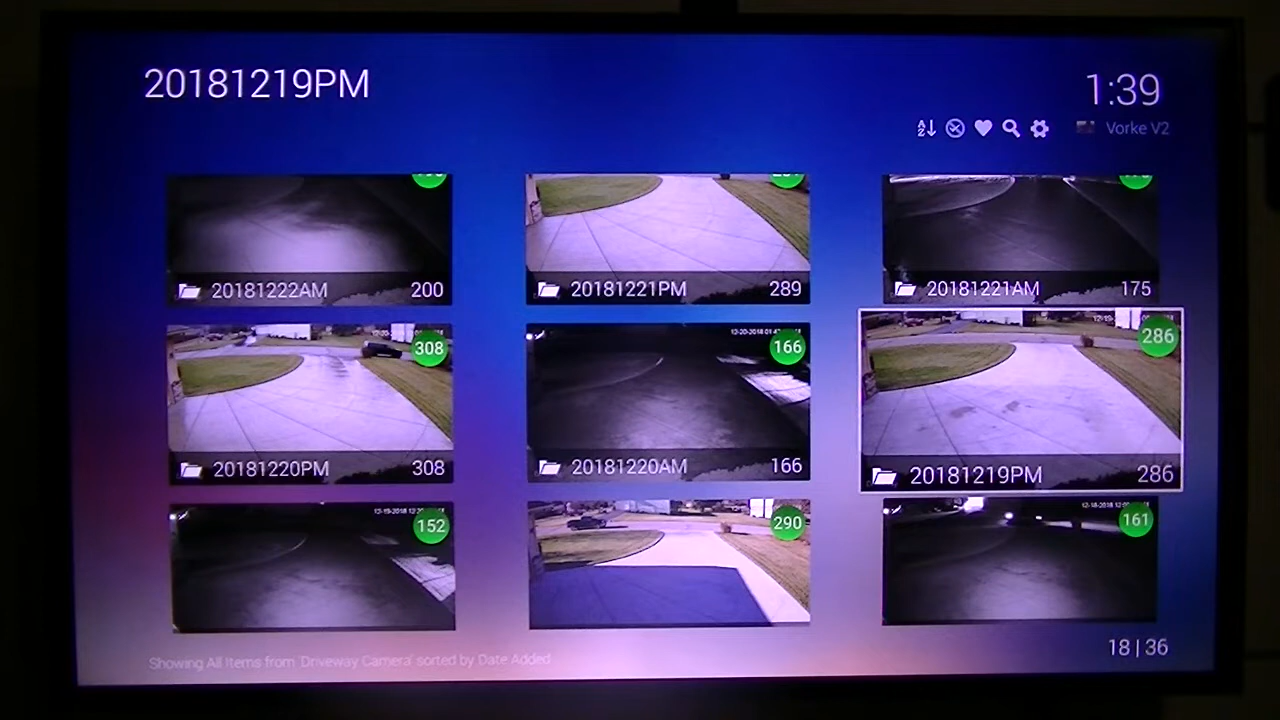 20181219PM
1:39
Vorke V2
20181222AM 200
20181221PM 289
20181221AM 175
308
166
286
20181220PM 308
20181220AM 166
20181219PM 286
152
290
161
18 | 36
Showing All Items from 'Driveway Camera' sorted by Date Added